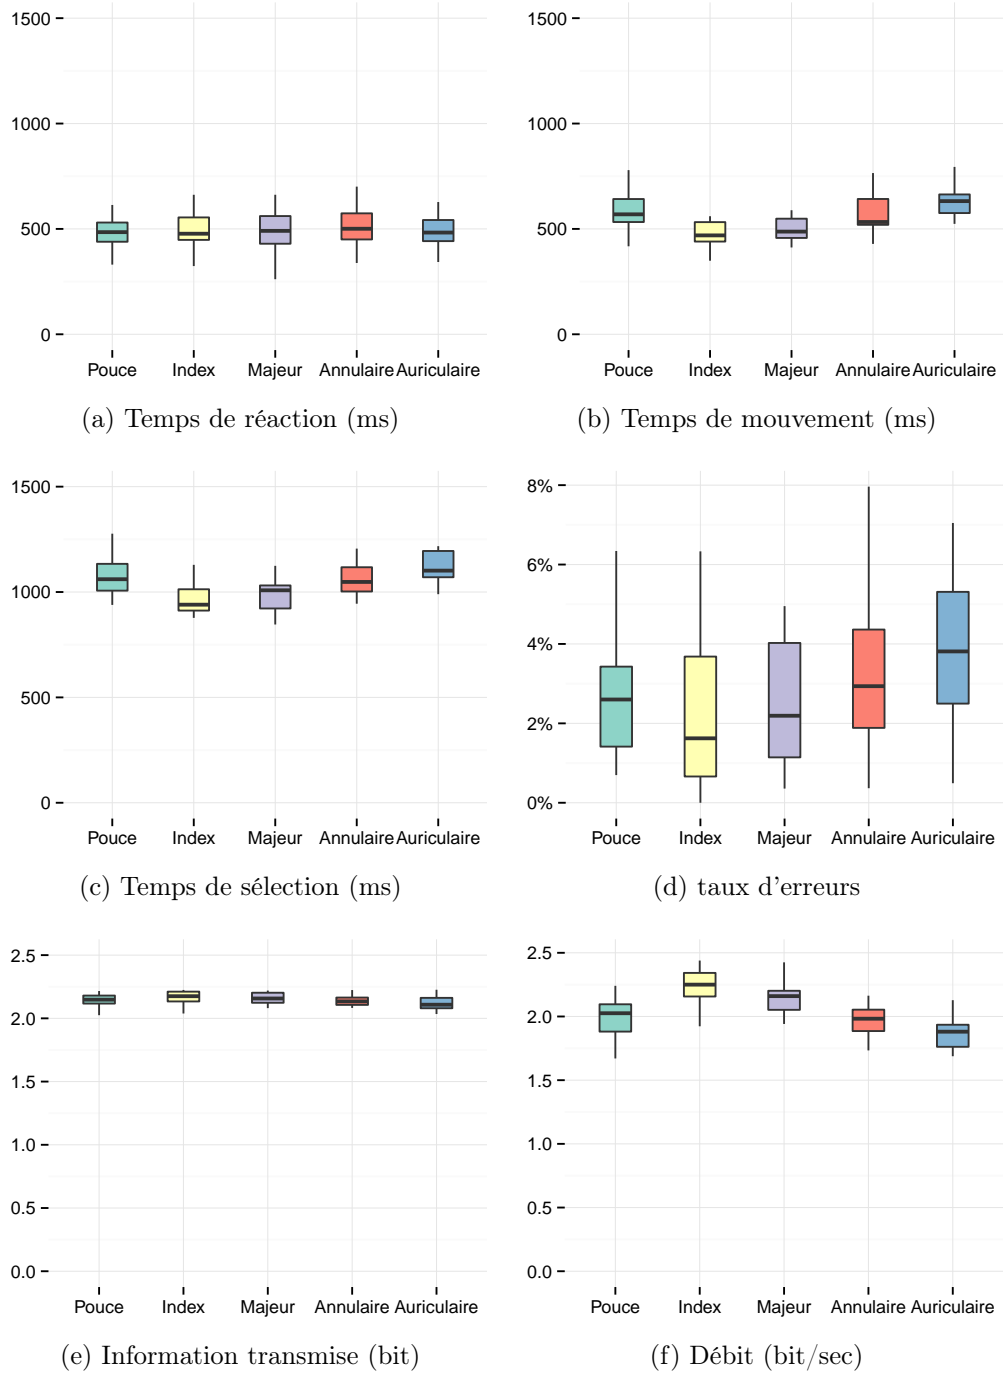 1500
1000
500
0
Pouce Index Majeur Annulaire Auriculaire
(a) Temps de réaction (ms)
1500
1000
500
0
Pouce Index Majeur Annulaire Auriculaire
(b) Temps de mouvement (ms)
1500
1000
500
0
Pouce Index Majeur Annulaire Auriculaire
(c) Temps de sélection (ms)
8%
6%
4%
2%
0%
Pouce Index Majeur Annulaire Auriculaire
(d) taux d'erreurs
2.5
2.0
1.5
1.0
0.5
0.0
Pouce Index Majeur Annulaire Auriculaire
(e) Information transmise (bit)
2.5
2.0
1.5
1.0
0.5
0.0
Pouce Index Majeur Annulaire Auriculaire
(f) Débit (bit/sec)